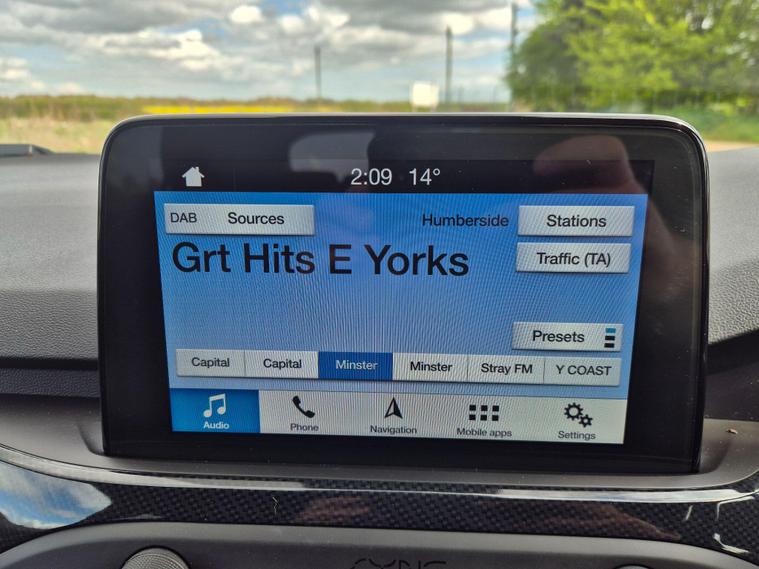 2:09 14°
DAB Sources
Humberside
Stations
Grt Hits E Yorks
Traffic (TA)
Presets
Capital Capital Minster Minster Stray FM Y COAST
Audio Phone Navigation Mobile apps Settings
SYNC